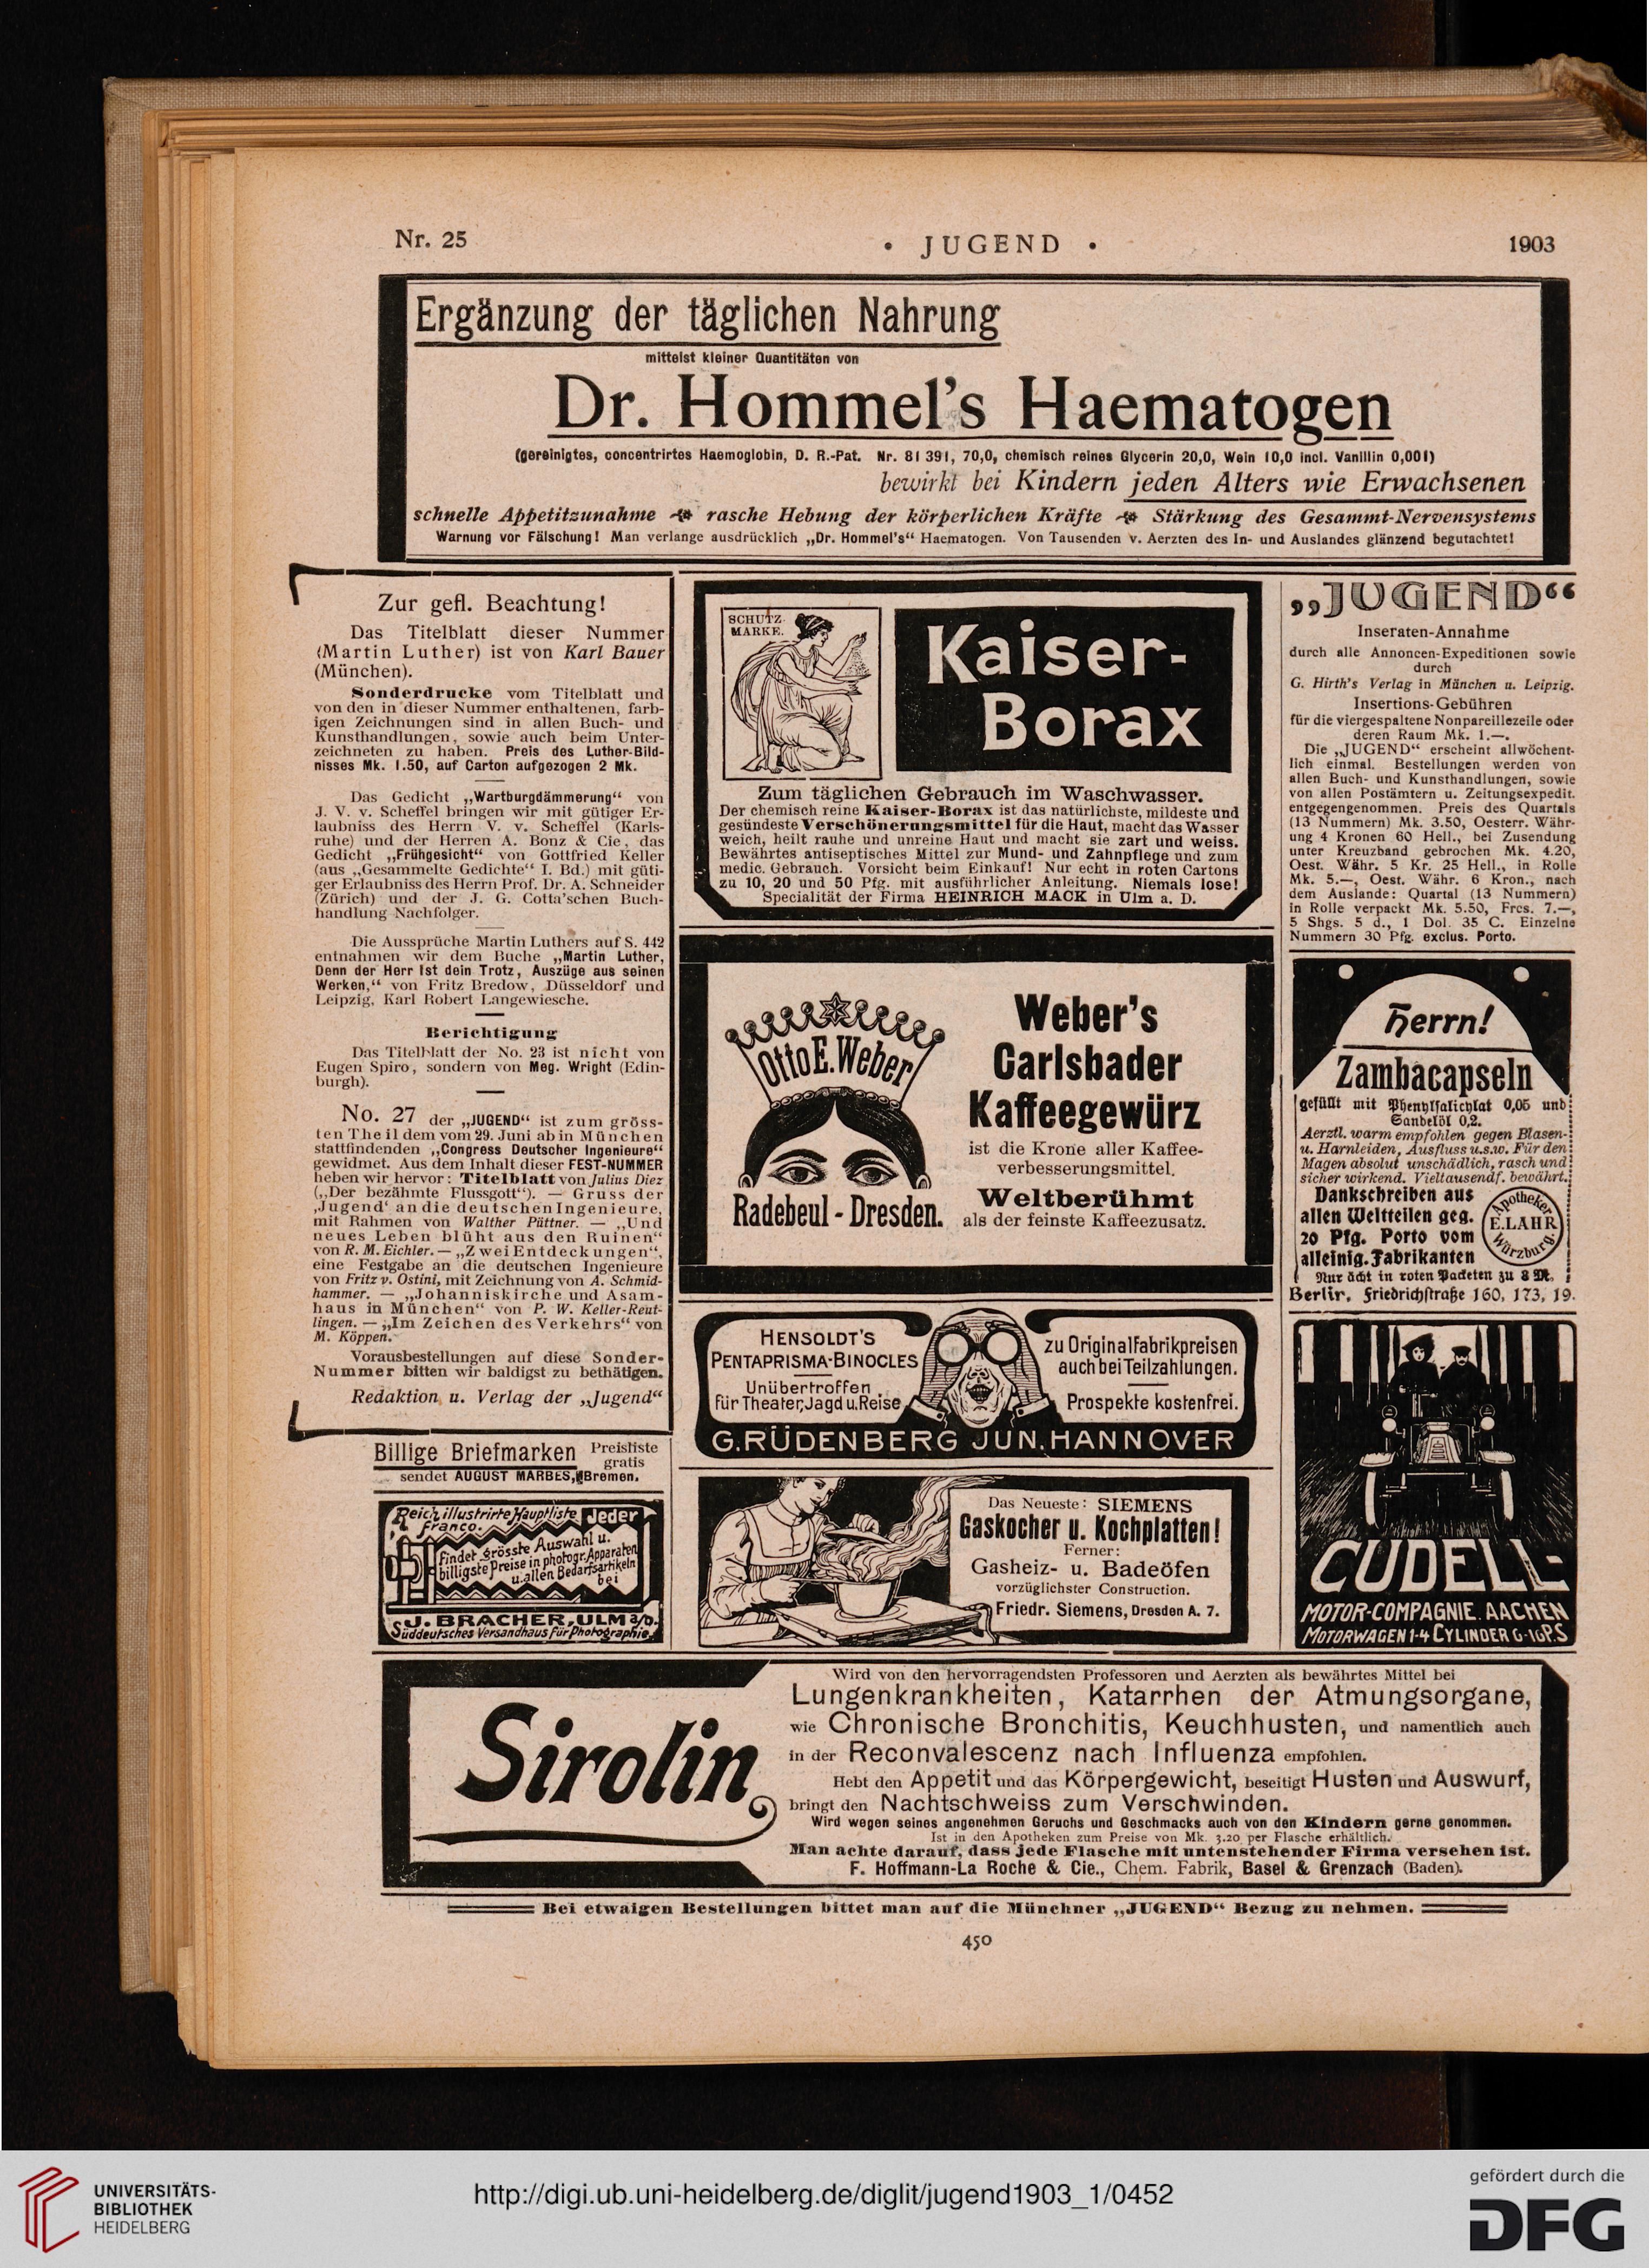 Nr. 25
• JUGEND •
1903
Ergänzung der täglichen Nahrung
mittelst kleiner Quantitäten von
Dr. Hommel's Haematogen
(gereinigtes, concentrirtes Haemoglobin, D. R.-Pat. Nr. 81 391, 70,0, chemisch reines Glycerin 20,0, Wein 10,0 incl. Vanillin 0,001)
bewirkt bei Kindern jeden Alters wie Erwachsenen
schnelle Appetitzunahme rasche Hebung der körperlichen Kräfte Stärkung des Gesammt-Nervensystems
Warnung vor Fälschung! Man verlange ausdrücklich „Dr. Hommel's“ Haematogen. Von Tausenden v. Aerzten des In- und Auslandes glänzend begutachtet!
Zur gefl. Beachtung!
Das Titelblatt dieser Nummer
(Martin Luther) ist von Karl Bauer
(München).
Sonderdrucke vom Titelblatt und
von den in dieser Nummer enthaltenen, farb-
igen Zeichnungen sind in allen Buch- und
Kunsthandlungen, sowie auch beim Unter-
zeichneten zu haben. Preis des Luther-Bild-
nisses Mk. 1.50, auf Carton aufgezogen 2 Mk.
Das Gedicht „Wartburgdämmerung“ von
J. V. v. Scheffel bringen wir mit gütiger Er-
laubniss des Herrn V. v. Scheffel (Karls-
ruhe) und der Herren A. Bonz & Cie, das
Gedicht „Frühgesicht“ von Gottfried Keller
(aus „Gesammelte Gedichte“ I. Bd.) mit güti-
ger Erlaubniss des Herrn Prof. Dr. A. Schneider
(Zürich) und der J. G. Cotta'schen Buch-
handlung Nachfolger.
Die Aussprüche Martin Luthers auf S. 442
entnahmen wir dem Buche „Martin Luther,
Denn der Herr ist dein Trotz, Auszüge aus seinen
Werken,“ von Fritz Bredow, Düsseldorf und
Leipzig, Karl Robert Langewiesche.
Berichtigung
Das Titelblatt der No. 23 ist nicht von
Eugen Spiro, sondern von Meg. Wright (Edin-
burgh).
No. 27 der „JUGEND“ ist zum gröss-
ten Theil dem vom 29. Juni ab in München
stattfindenden „Congress Deutscher Ingenieure“
gewidmet. Aus dem Inhalt dieser FEST-NUMMER
heben wir hervor: Titelblatt von Julius Diez
(„Der bezähmte Flussgott“). — Gruss der
‚Jugend‘ an die deutschen Ingenieure,
mit Rahmen von Walther Püttner. — „Und
neues Leben blüht aus den Ruinen“
von R. M. Eichler. — „Zwei Entdeckungen“,
eine Festgabe an die deutschen Ingenieure
von Fritz v. Ostini, mit Zeichnung von A. Schmid-
hammer. — „Johanniskirche und Asam-
haus in München“ von P. W. Keller-Reut-
lingen. — „Im Zeichen des Verkehrs“ von
M. Köppen.
Vorausbestellungen auf diese Sonder-
Nummer bitten wir baldigst zu bethätigen.
Redaktion u. Verlag der „Jugend“
Billige Briefmarken Preisliste
gratis
sendet AUGUST MARBES, Bremen.
Reich illustrirte Hauptliste
franco.
Jeder
findet grösste Auswahl u.
billigste Preise in photogr. Apparaten
u. allen Bedarfsartikeln
bei
J. BRACHER, ULM a/D.
Süddeutsches Versandhaus für Photographie.
SCHUTZ-
MARKE.
Kaiser-
Borax
Zum täglichen Gebrauch im Waschwasser.
Der chemisch reine Kaiser-Borax ist das natürlichste, mildeste und
gesündeste Verschönerungsmittel für die Haut, macht das Wasser
weich, heilt rauhe und unreine Haut und macht sie zart und weiss.
Bewährtes antiseptisches Mittel zur Mund- und Zahnpflege und zum
medic. Gebrauch. Vorsicht beim Einkauf! Nur echt in roten Cartons
zu 10, 20 und 50 Pfg. mit ausführlicher Anleitung. Niemals lose!
Specialität der Firma HEINRICH MACK in Ulm a. D.
Otto E. Weber
Radebeul - Dresden.
Weber's
Carlsbader
Kaffeegewürz
ist die Krone aller Kaffee-
verbesserungsmittel.
Weltberühmt
als der feinste Kaffeezusatz.
HENSOLDT'S
PENTAPRISMA-BINOCLES
Unübertroffen
für Theater, Jagd u. Reise
zu Originalfabrikpreisen
auch bei Teilzahlungen.
Prospekte kostenfrei.
G. RÜDENBERG JUN. HANNOVER
Das Neueste: SIEMENS
Gaskocher u. Kochplatten!
Ferner:
Gasheiz- u. Badeöfen
vorzüglichster Construction.
Friedr. Siemens, Dresden A. 7.
„JUGEND“
Inseraten-Annahme
durch alle Annoncen-Expeditionen sowie
durch
G. Hirth's Verlag in München u. Leipzig.
Insertions-Gebühren
für die viergespaltene Nonpareillezeile oder
deren Raum Mk. 1.—.
Die „JUGEND“ erscheint allwöchent-
lich einmal. Bestellungen werden von
allen Buch- und Kunsthandlungen, sowie
von allen Postämtern u. Zeitungsexpedit.
entgegengenommen. Preis des Quartals
(13 Nummern) Mk. 3.50, Oesterr. Währ-
ung 4 Kronen 60 Hell., bei Zusendung
unter Kreuzband gebrochen Mk. 4.20,
Oest. Währ. 5 Kr. 25 Hell., in Rolle
Mk. 5.—, Oest. Währ. 6 Kron., nach
dem Auslande: Quartal (13 Nummern)
in Rolle verpackt Mk. 5.50, Frcs. 7.—,
5 Shgs. 5 d., 1 Dol. 35 C. Einzelne
Nummern 30 Pfg. exclus. Porto.
Herrn!
Zambacapseln
gefüllt mit Phenylsalicylat 0,05 und
Sandelöl 0,2.
Aerztl. warm empfohlen gegen Blasen-
u. Harnleiden, Ausfluss u.s.w. Für den
Magen absolut unschädlich, rasch und
sicher wirkend. Vieltausendf. bewährt.
Dankschreiben aus
allen Weltteilen geg.
20 Pfg. Porto vom
alleinig. Fabrikanten
Apotheker
E. LAHR
Würzburg.
Nur ächt in roten Packeten zu 3 M.
Berlin, Friedrichstraße 160, 173, 19.
CUDELL-
MOTOR-COMPAGNIE AACHEN
MOTORWAGEN 1-4 CYLINDER 6-16 P.S
Sirolin
Wird von den hervorragendsten Professoren und Aerzten als bewährtes Mittel bei
Lungenkrankheiten, Katarrhen der Atmungsorgane,
wie Chronische Bronchitis, Keuchhusten, und namentlich auch
in der Reconvalescenz nach Influenza empfohlen.
Hebt den Appetit und das Körpergewicht, beseitigt Husten und Auswurf,
bringt den Nachtschweiss zum Verschwinden.
Wird wegen seines angenehmen Geruchs und Geschmacks auch von den Kindern gerne genommen.
Ist in den Apotheken zum Preise von Mk. 3.20 per Flasche erhältlich.
Man achte darauf, dass jede Flasche mit untenstehender Firma versehen ist.
F. Hoffmann-La Roche & Cie., Chem. Fabrik, Basel & Grenzach (Baden).
Bei etwaigen Bestellungen bittet man auf die Münchner „JUGEND“ Bezug zu nehmen.
450
UNIVERSITÄTS-
BIBLIOTHEK
HEIDELBERG
http://digi.ub.uni-heidelberg.de/diglit/jugend1903_1/0452
gefördert durch die
DFG